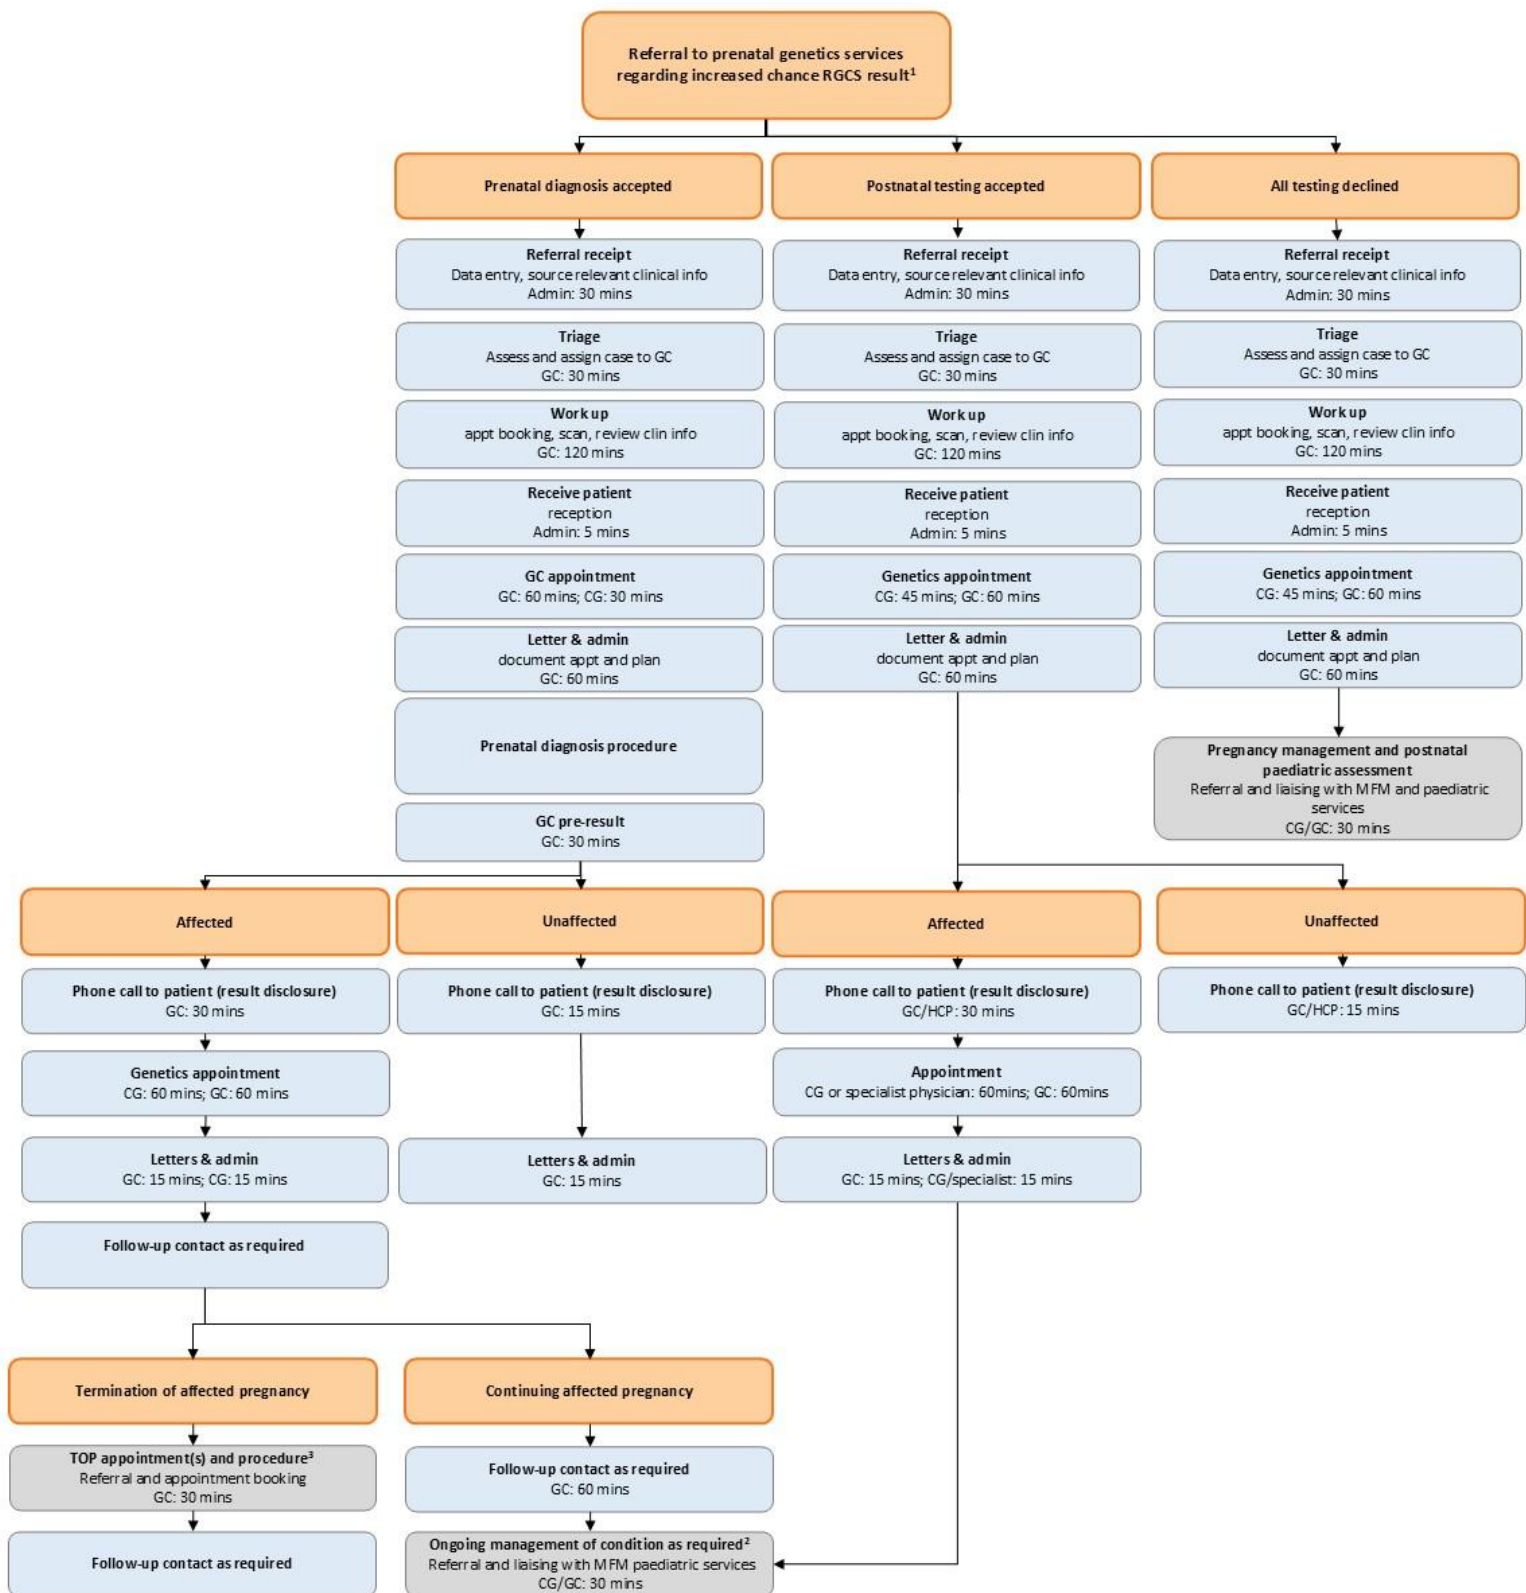 Referral to prenatal genetics services
regarding increased chance RGCS result¹
Prenatal diagnosis accepted
Postnatal testing accepted
All testing declined
Referral receipt
Data entry, source relevant clinical info
Admin: 30 mins
Referral receipt
Data entry, source relevant clinical info
Admin: 30 mins
Referral receipt
Data entry, source relevant clinical info
Admin: 30 mins
Triage
Assess and assign case to GC
GC: 30 mins
Triage
Assess and assign case to GC
GC: 30 mins
Triage
Assess and assign case to GC
GC: 30 mins
Work up
appt booking, scan, review clin info
GC: 120 mins
Work up
appt booking, scan, review clin info
GC: 120 mins
Work up
appt booking, scan, review clin info
GC: 120 mins
Receive patient
reception
Admin: 5 mins
Receive patient
reception
Admin: 5 mins
Receive patient
reception
Admin: 5 mins
GC appointment
GC: 60 mins; CG: 30 mins
Genetics appointment
CG: 45 mins; GC: 60 mins
Genetics appointment
CG: 45 mins; GC: 60 mins
Letter & admin
document appt and plan
GC: 60 mins
Letter & admin
document appt and plan
GC: 60 mins
Letter & admin
document appt and plan
GC: 60 mins
Prenatal diagnosis procedure
Pregnancy management and postnatal
paediatric assessment
Referral and liaising with MFM and paediatric
services
CG/GC: 30 mins
GC pre-result
GC: 30 mins
Affected
Unaffected
Affected
Unaffected
Phone call to patient (result disclosure)
GC: 30 mins
Phone call to patient (result disclosure)
GC: 15 mins
Phone call to patient (result disclosure)
GC/HCP: 30 mins
Phone call to patient (result disclosure)
GC/HCP: 15 mins
Genetics appointment
CG: 60 mins; GC: 60 mins
Appointment
CG or specialist physician: 60mins; GC: 60mins
Letters & admin
GC: 15 mins; CG: 15 mins
Letters & admin
GC: 15 mins
Letters & admin
GC: 15 mins; CG/specialist: 15 mins
Follow-up contact as required
Termination of affected pregnancy
Continuing affected pregnancy
TOP appointment(s) and procedure³
Referral and appointment booking
GC: 30 mins
Follow-up contact as required
GC: 60 mins
Follow-up contact as required
Ongoing management of condition as required²
Referral and liaising with MFM paediatric services
CG/GC: 30 mins